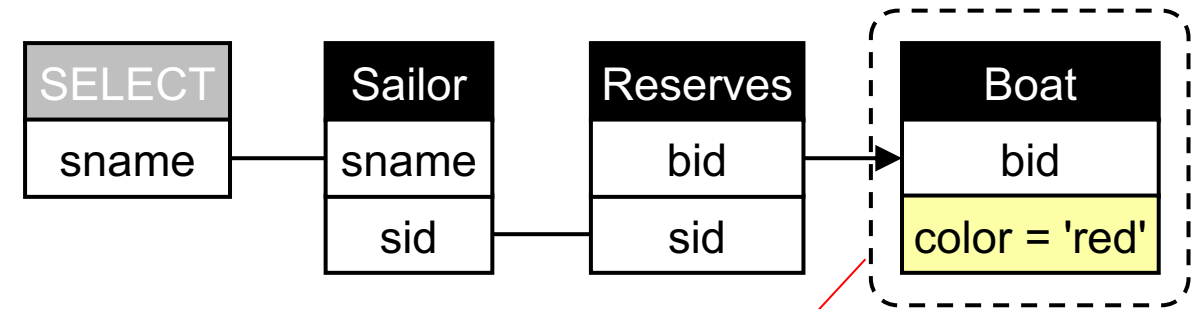 SELECT
sname
Sailor
sname
sid
Reserves
bid
sid
Boat
bid
color = 'red'